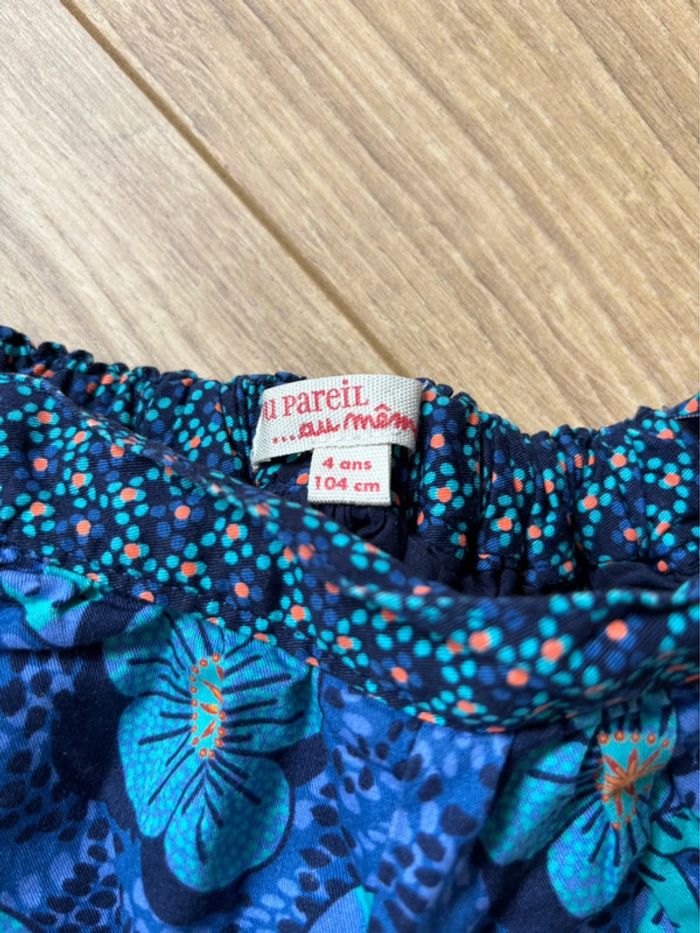 u PAREIL
...au mêm
4 ans
104 cm